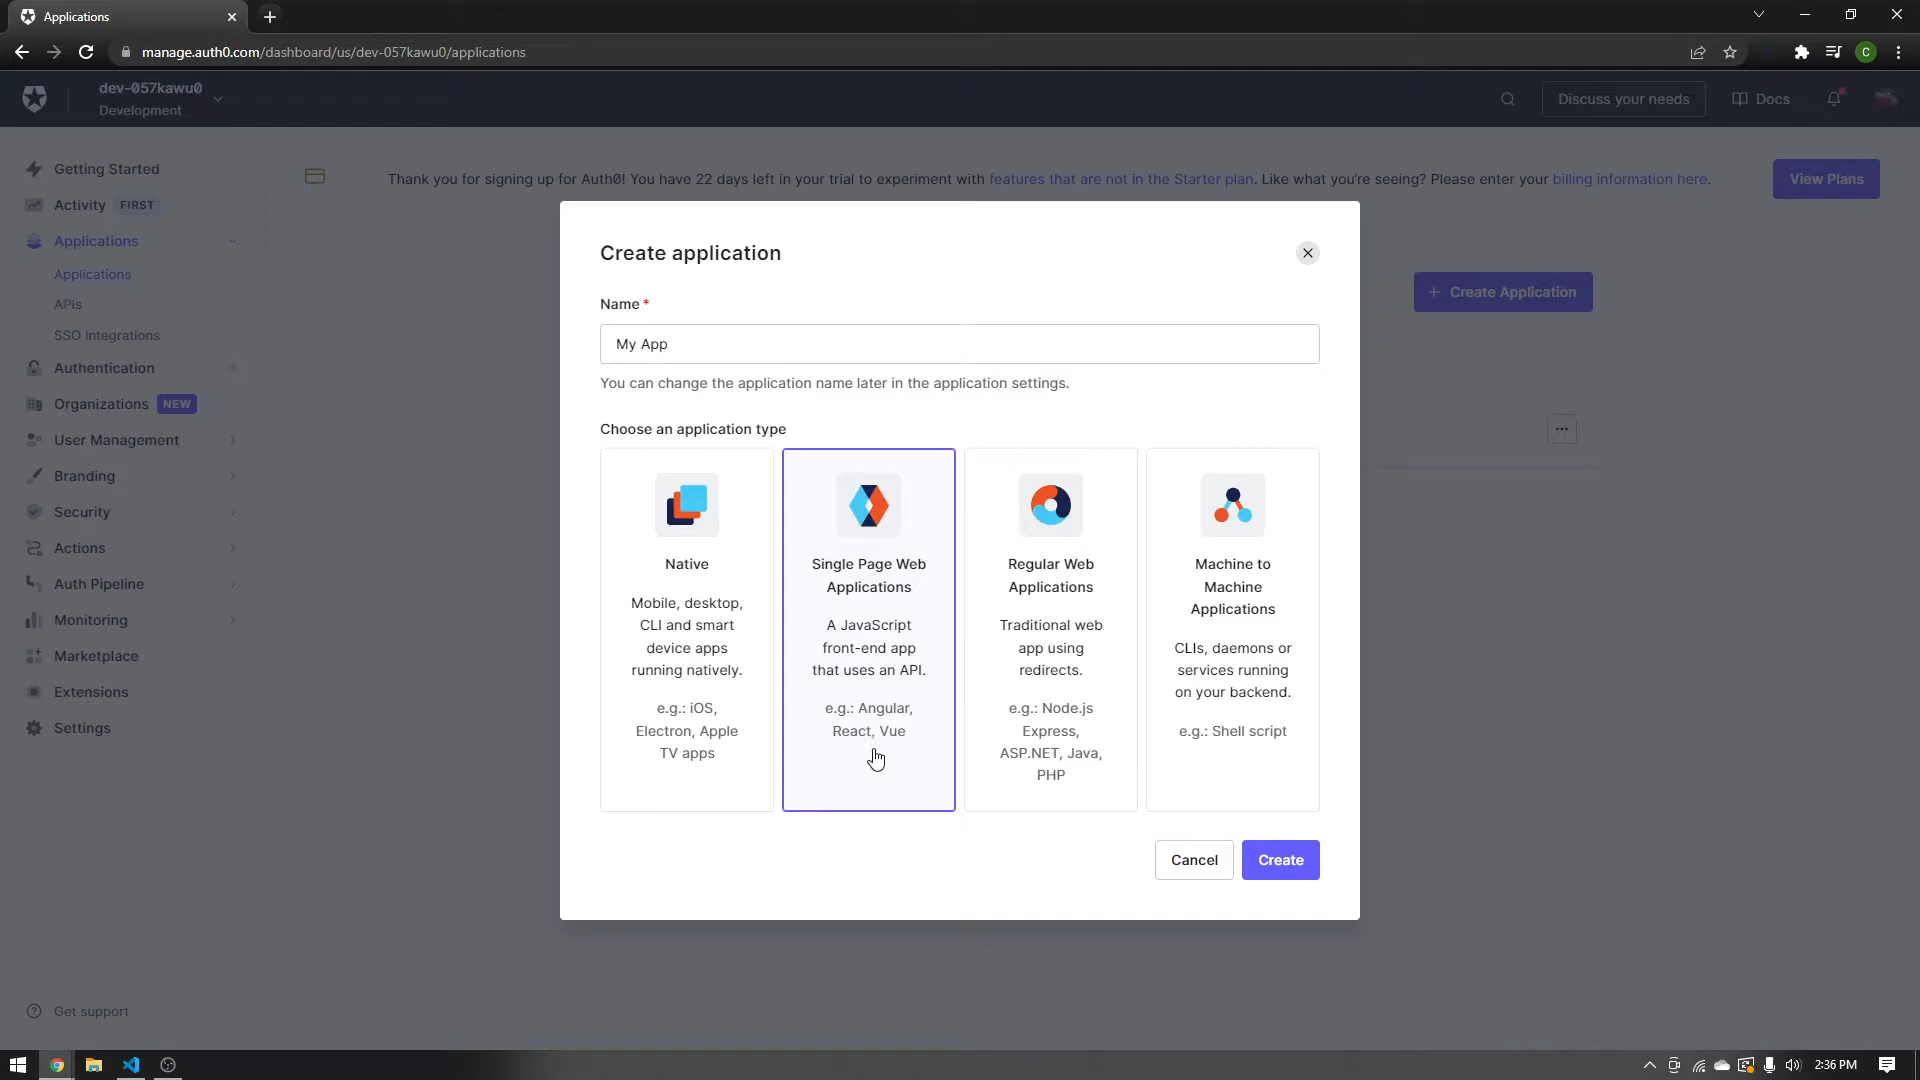 Applications
manage.auth0.com/dashboard/us/dev-057kawu0/applications
C
dev-057kawu0
Development
Discuss your needs
Docs
Getting Started
Activity FIRST
Applications
Applications
APIs
SSO Integrations
Authentication
Organizations NEW
User Management
Branding
Security
Actions
Auth Pipeline
Monitoring
Marketplace
Extensions
Settings
Get support
Thank you for signing up for Auth0! You have 22 days left in your trial to experiment with features that are not in the Starter plan. Like what you're seeing? Please enter your billing information here.
View Plans
+ Create Application
Create application
Name *
My App
You can change the application name later in the application settings.
Choose an application type
Native
Mobile, desktop,
CLI and smart
device apps
running natively.
e.g.: iOS,
Electron, Apple
TV apps
Single Page Web
Applications
A JavaScript
front-end app
that uses an API.
e.g.: Angular,
React, Vue
Regular Web
Applications
Traditional web
app using
redirects.
e.g.: Node.js
Express,
ASP.NET, Java,
PHP
Machine to
Machine
Applications
CLIs, daemons or
services running
on your backend.
e.g.: Shell script
Cancel
Create
2:36 PM